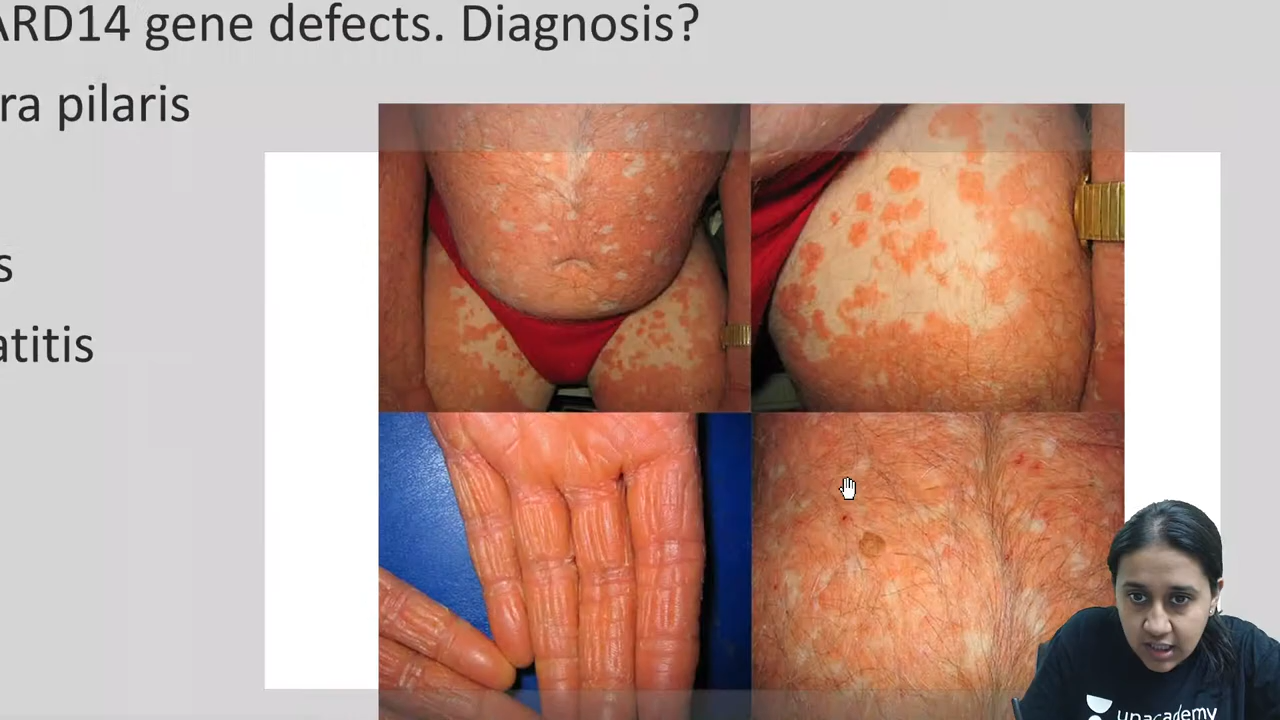 ARD14 gene defects. Diagnosis?
ra pilaris
s
atitis
unacademy